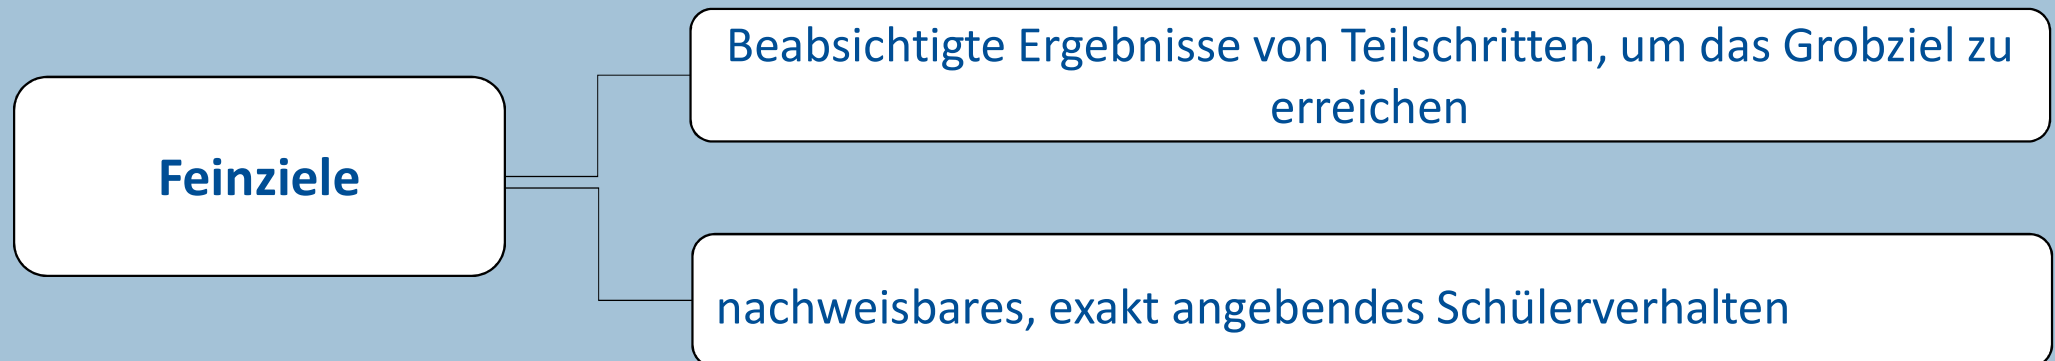 Feinziele
Beabsichtigte Ergebnisse von Teilschritten, um das Grobziel zu
erreichen
nachweisbares, exakt angebendes Schülerverhalten